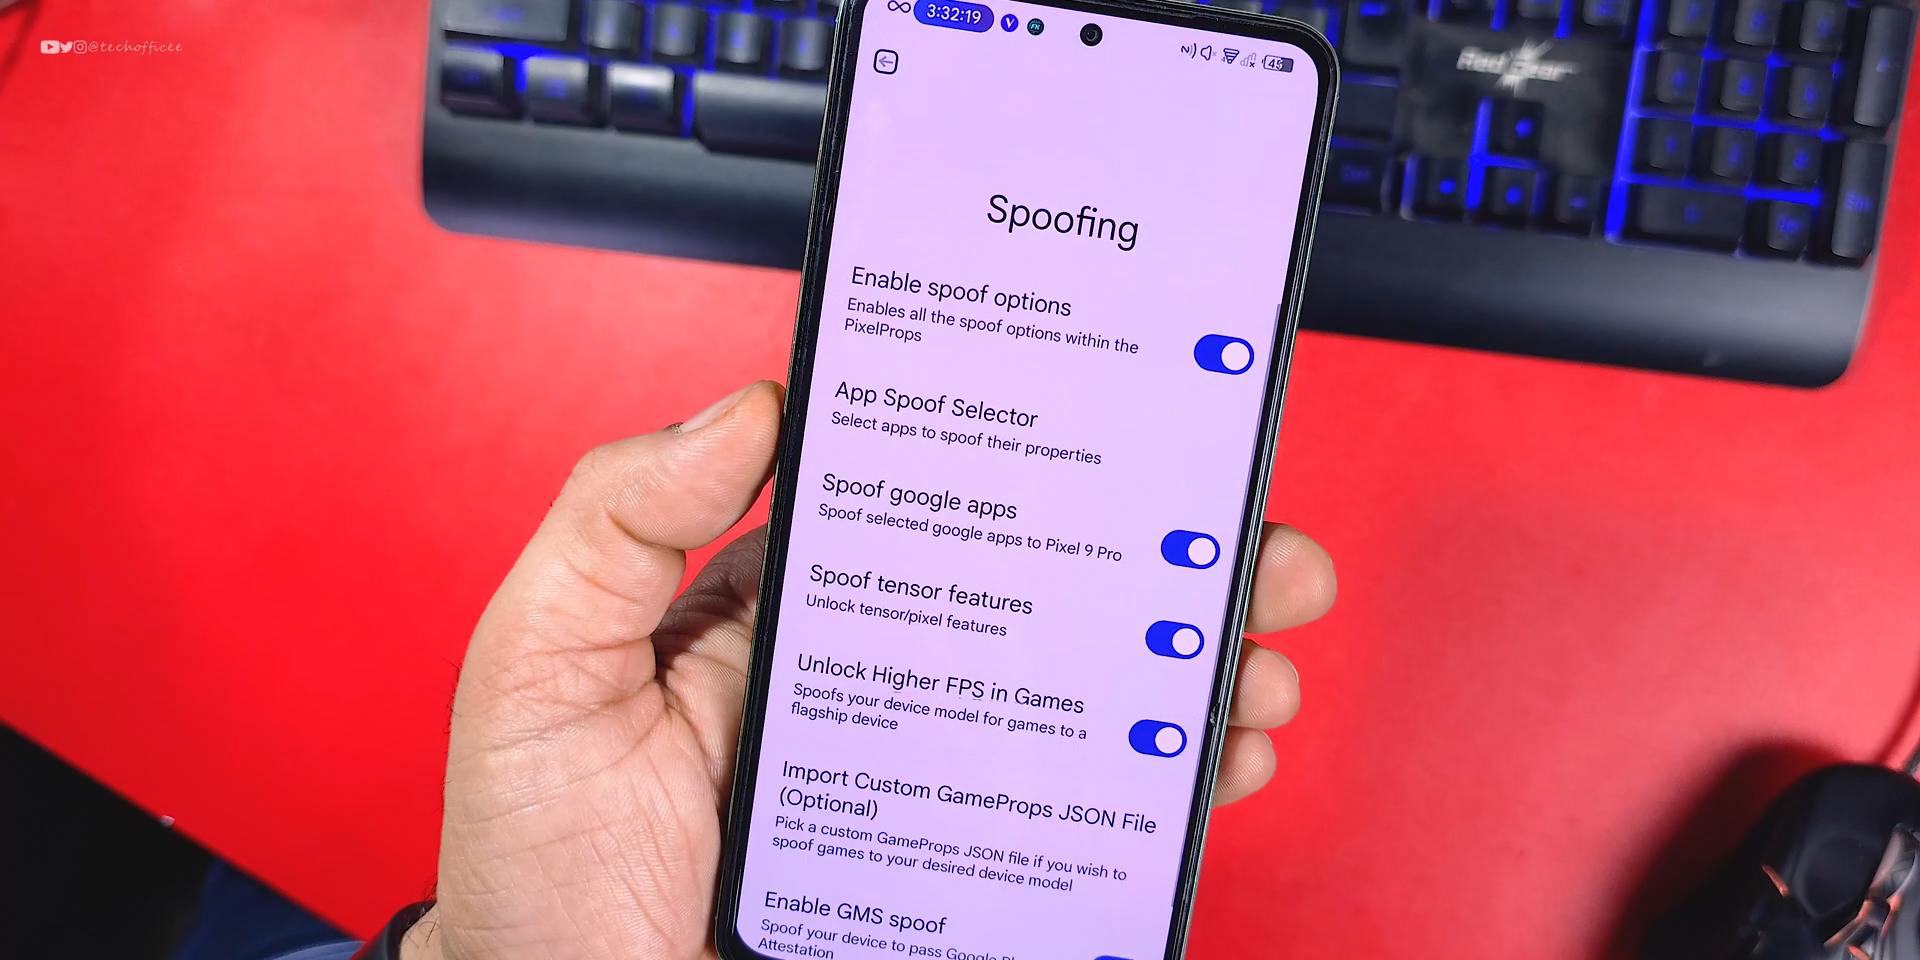 @techofficee
3:32:19
V
45
Red Gear
Spoofing
Enable spoof options
Enables all the spoof options within the
PixelProps
App Spoof Selector
Select apps to spoof their properties
Spoof google apps
Spoof selected google apps to Pixel 9 Pro
Spoof tensor features
Unlock tensor/pixel features
Unlock Higher FPS in Games
Spoofs your device model for games to a
flagship device
Import Custom GameProps JSON File
(Optional)
Pick a custom GameProps JSON file if you wish to
spoof games to your desired device model
Enable GMS spoof
Spoof your device to pass Google
Attestation